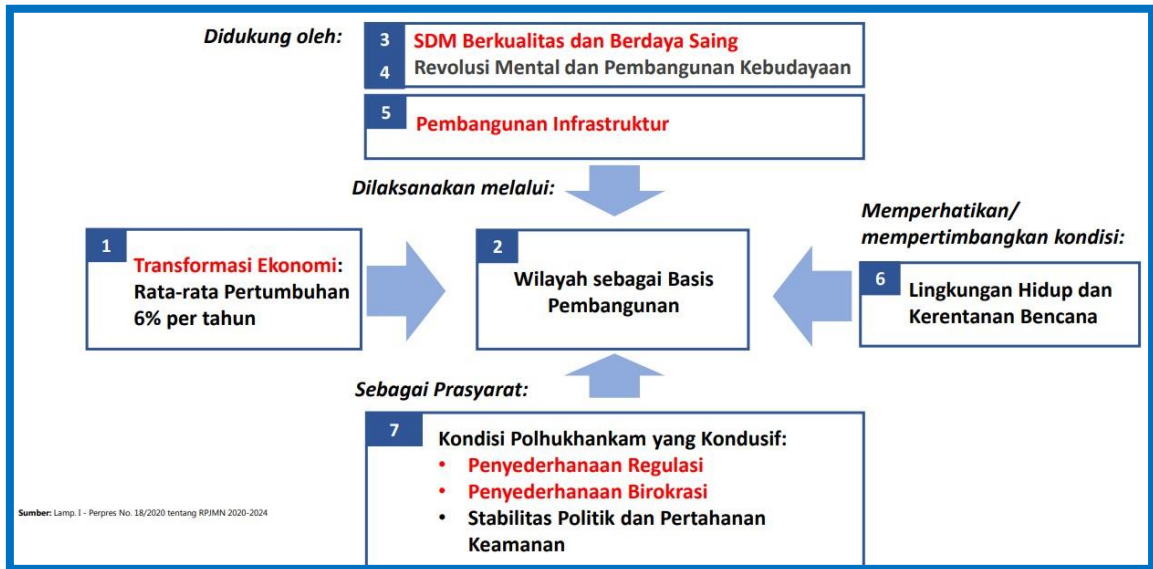 Didukung oleh:
3
SDM Berkualitas dan Berdaya Saing
4
Revolusi Mental dan Pembangunan Kebudayaan
5
Pembangunan Infrastruktur
Dilaksanakan melalui:
Memperhatikan/
mempertimbangkan kondisi:
1
Transformasi Ekonomi:
Rata-rata Pertumbuhan
6% per tahun
2
Wilayah sebagai Basis
Pembangunan
6
Lingkungan Hidup dan
Kerentanan Bencana
Sebagai Prasyarat:
7
Kondisi Polhukhankam yang Kondusif:
• Penyederhanaan Regulasi
• Penyederhanaan Birokrasi
• Stabilitas Politik dan Pertahanan
Keamanan
Sumber: Lamp. I - Perpres No. 18/2020 tentang RPJMN 2020-2024